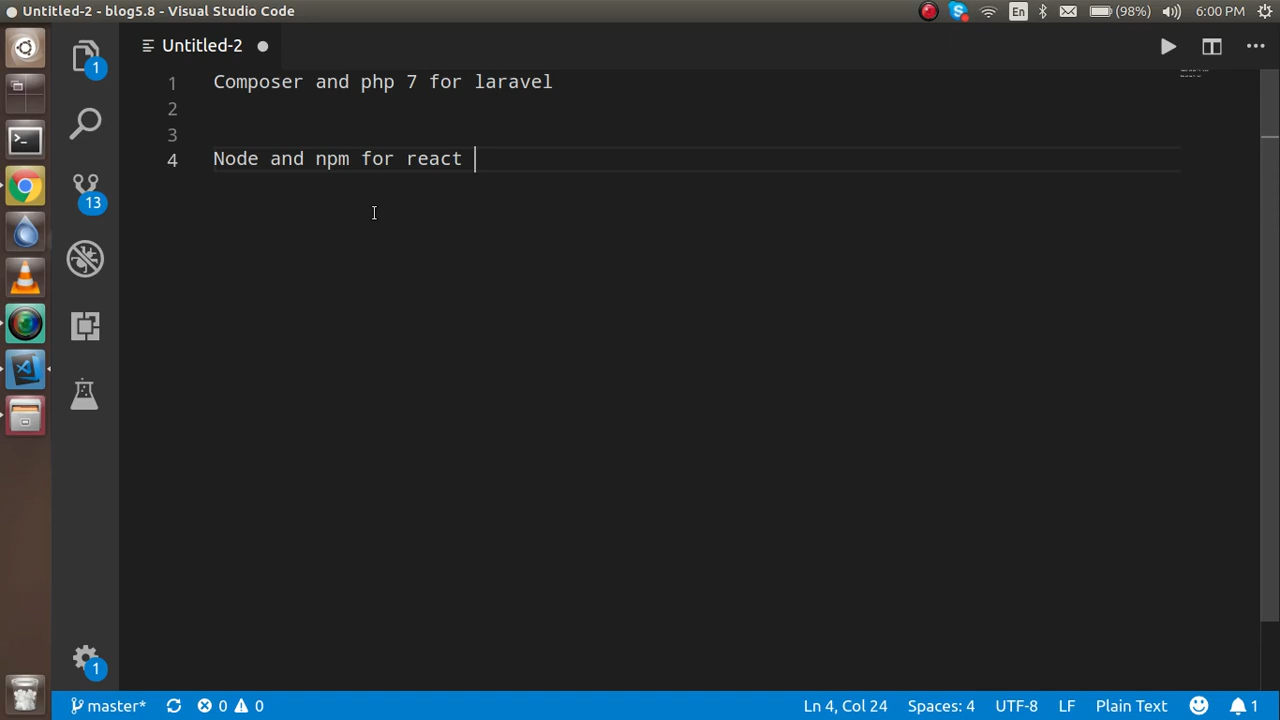 Untitled-2 - blog5.8 - Visual Studio Code
En
(98%)
6:00 PM
1
Untitled-2
1 Composer and php 7 for laravel
2
3
4 Node and npm for react
13
1
master*
0
0
Ln 4, Col 24
Spaces: 4
UTF-8
LF
Plain Text
1